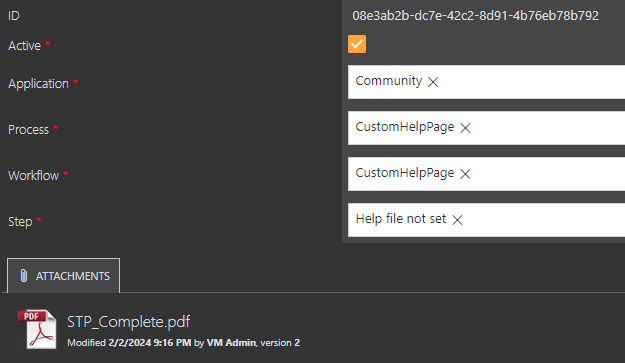 ID 08e3ab2b-dc7e-42c2-8d91-4b76eb78b792
Active *
Application * Community ×
Process * CustomHelpPage ×
Workflow * CustomHelpPage ×
Step * Help file not set ×
ATTACHMENTS
PDF STP_Complete.pdf
Modified 2/2/2024 9:16 PM by VM Admin, version 2